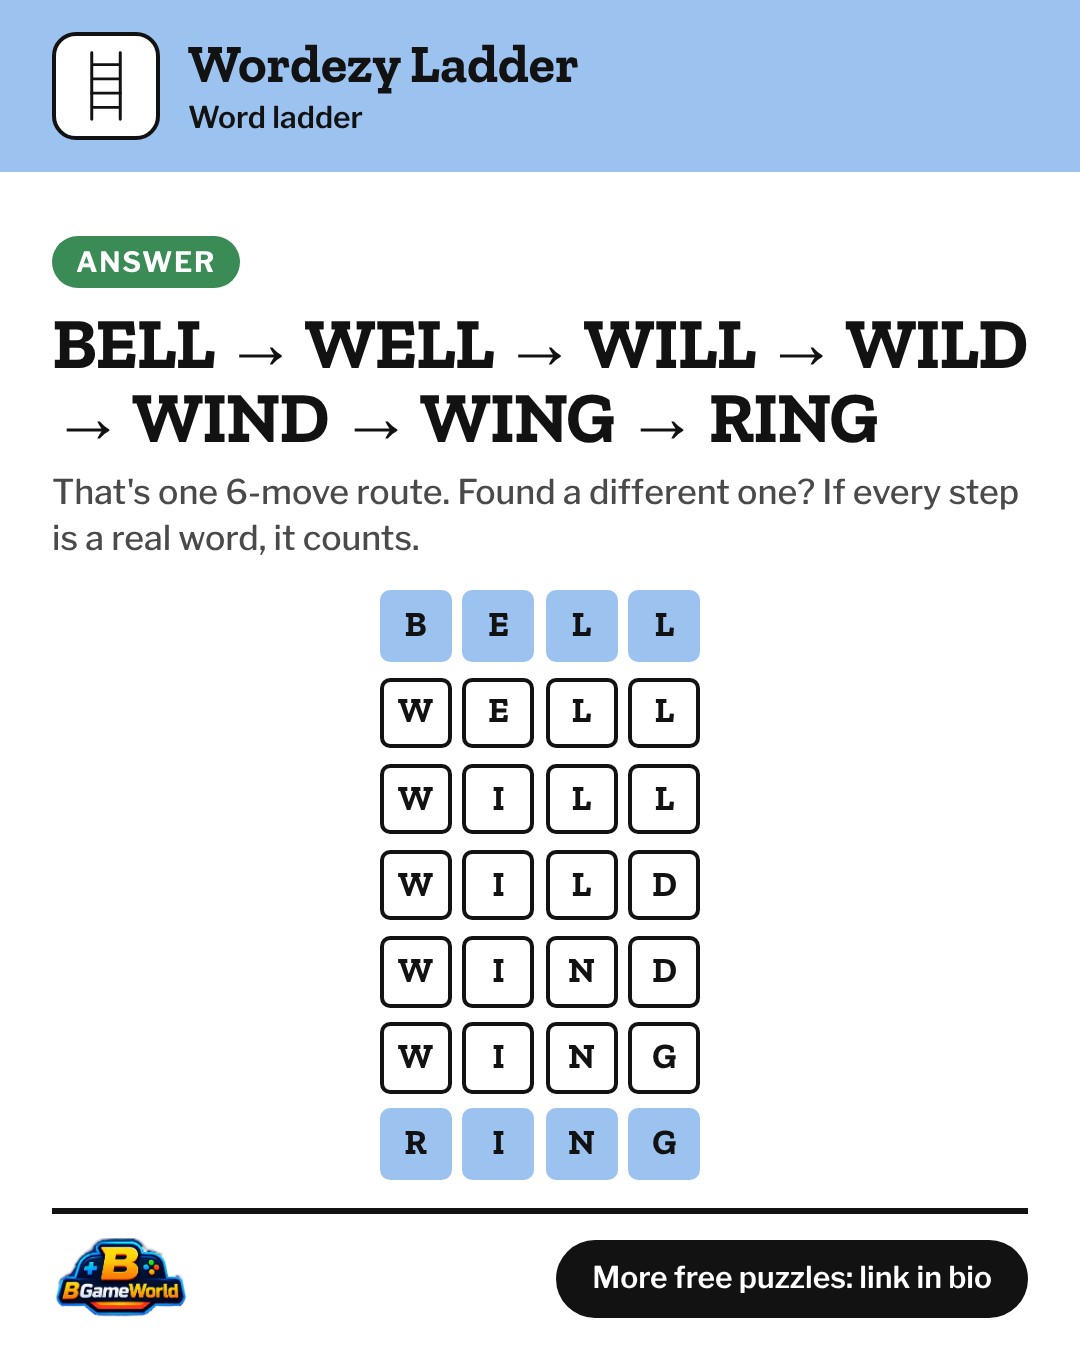 Wordezy Ladder
Word ladder
ANSWER
BELL → WELL → WILL → WILD
→ WIND → WING → RING
That's one 6-move route. Found a different one? If every step
is a real word, it counts.
B E L L
W E L L
W I L L
W I L D
W I N D
W I N G
R I N G
B
BGameWorld
More free puzzles: link in bio